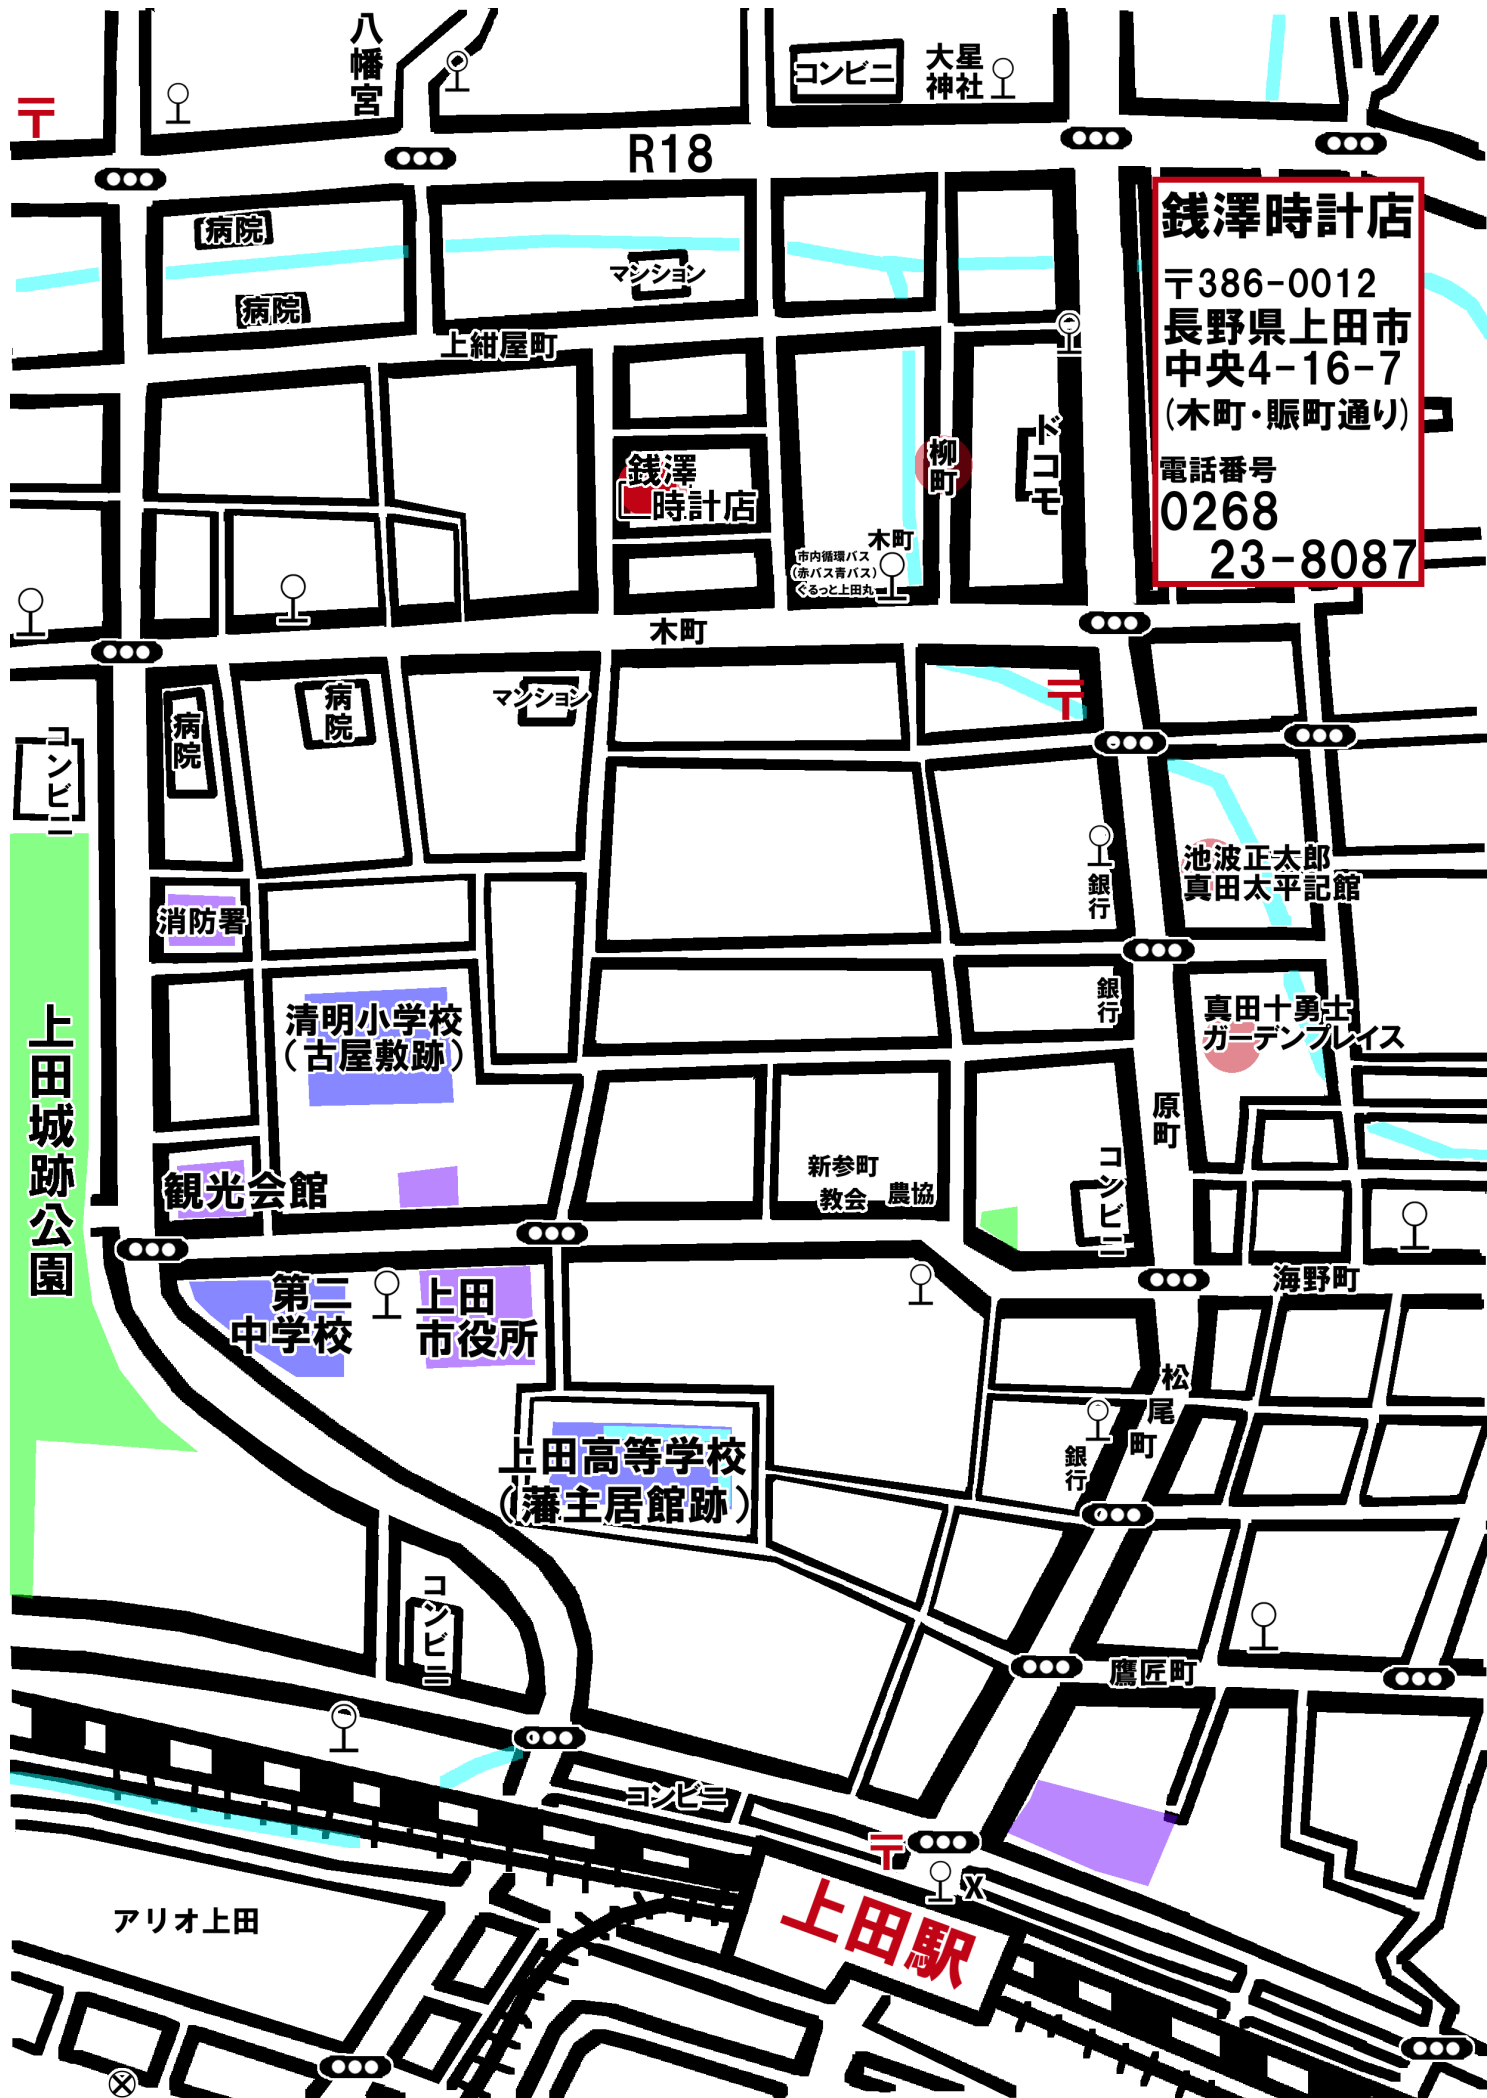 八幡宮
コンビニ
大星
神社
〒
R18
銭澤時計店
〒386-0012
長野県上田市
中央4-16-7
(木町・賑町通り)
電話番号
0268
23-8087
病院
マンション
病院
上紺屋町
銭澤
時計店
柳町
ドコモ
木町
市内循環バス
(赤バス青バス)
ぐるっと上田丸
木町
病院
病院
マンション
〒
コンビニ
銀行
池波正太郎
真田太平記館
消防署
銀行
清明小学校
(古屋敷跡)
真田十勇士
ガーデンプレイス
上田城跡公園
原町
新参町
教会
農協
コンビニ
観光会館
海野町
第二
中学校
上田
市役所
松尾町
銀行
上田高等学校
(藩主居館跡)
コンビニ
鷹匠町
コンビニ
〒
X
上田駅
アリオ上田